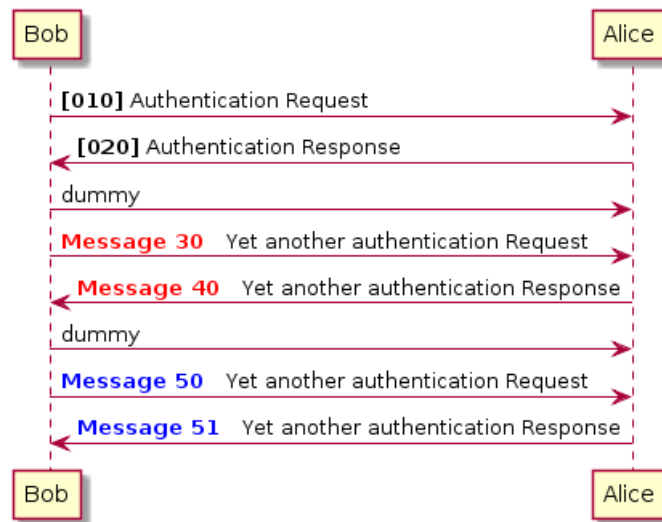 Bob Alice
[010] Authentication Request
[020] Authentication Response
dummy
Message 30 Yet another authentication Request
Message 40 Yet another authentication Response
dummy
Message 50 Yet another authentication Request
Message 51 Yet another authentication Response
Bob Alice